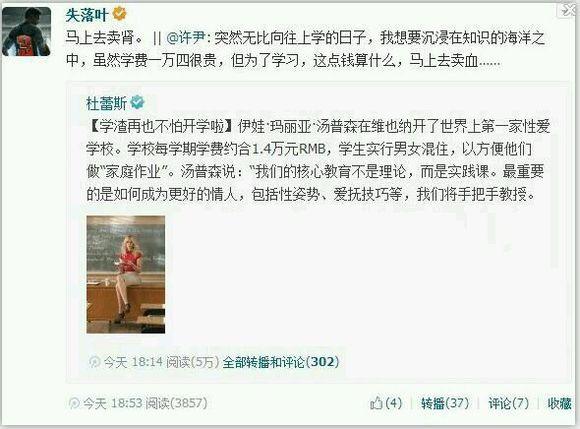 失落叶
马上去卖肾。 || @许尹: 突然无比向往上学的日子，我想要沉浸在知识的海洋之
中，虽然学费一万四很贵，但为了学习，这点钱算什么，马上去卖血......
杜蕾斯
【学渣再也不怕开学啦】伊娃·玛丽亚·汤普森在维也纳开了世界上第一家性爱
学校。学校每学期学费约合1.4万元RMB，学生实行男女混住，以方便他们
做“家庭作业”。汤普森说：“我们的核心教育不是理论，而是实践课。最重要
的是如何成为更好的情人，包括性姿势、爱抚技巧等，我们将手把手教授。
今天 18:14 阅读(5万) 全部转播和评论(302)
今天 18:53 阅读(3857)
(4) | 转播(37) | 评论(7) | 收藏